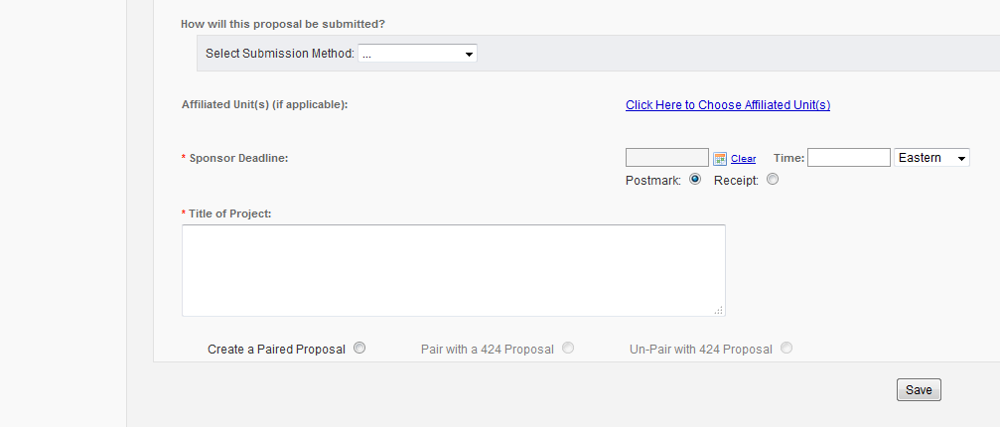 How will this proposal be submitted?
Select Submission Method: ...
Affiliated Unit(s) (if applicable): Click Here to Choose Affiliated Unit(s)
* Sponsor Deadline: Clear Time: Eastern
Postmark: Receipt:
* Title of Project:
Create a Paired Proposal Pair with a 424 Proposal Un-Pair with 424 Proposal
Save